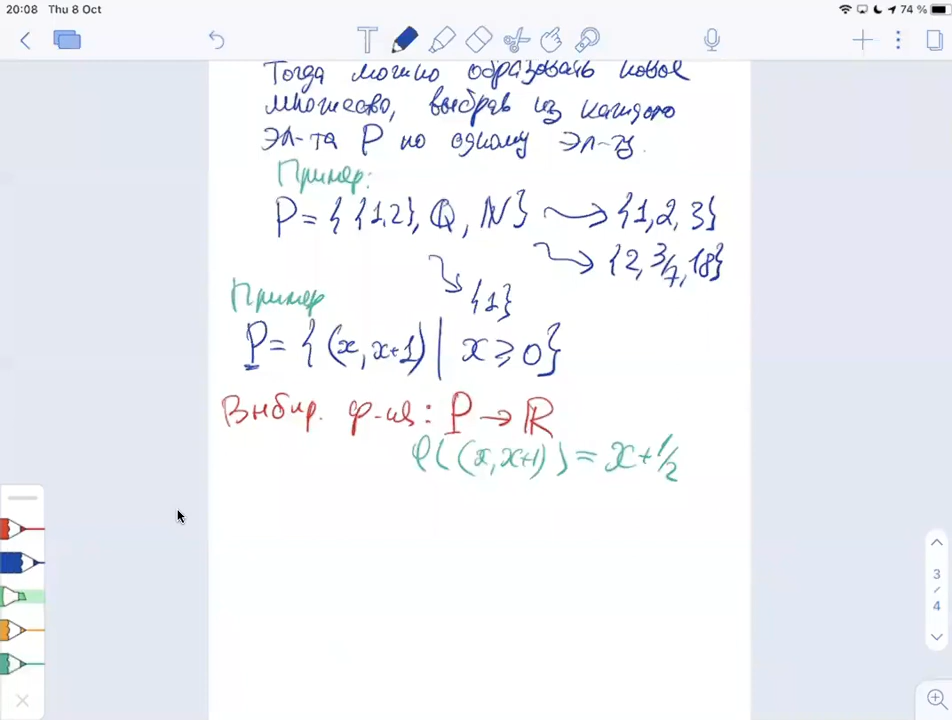 20:08 Thu 8 Oct
74 %
Тогда можно образовать новое
множество, выбрав из каждого
эл-та P по одному эл-ту.
Пример:
P = { {1,2}, ℚ, ℕ } → {1, 2, 3}
→ {2, 3/7, 18}
→ {1}
Пример
P = { (x, x+1) | x ⩾ 0 }
Выбир. ф-ия: P → ℝ
φ((x, x+1)) = x + 1/2
3
/
4